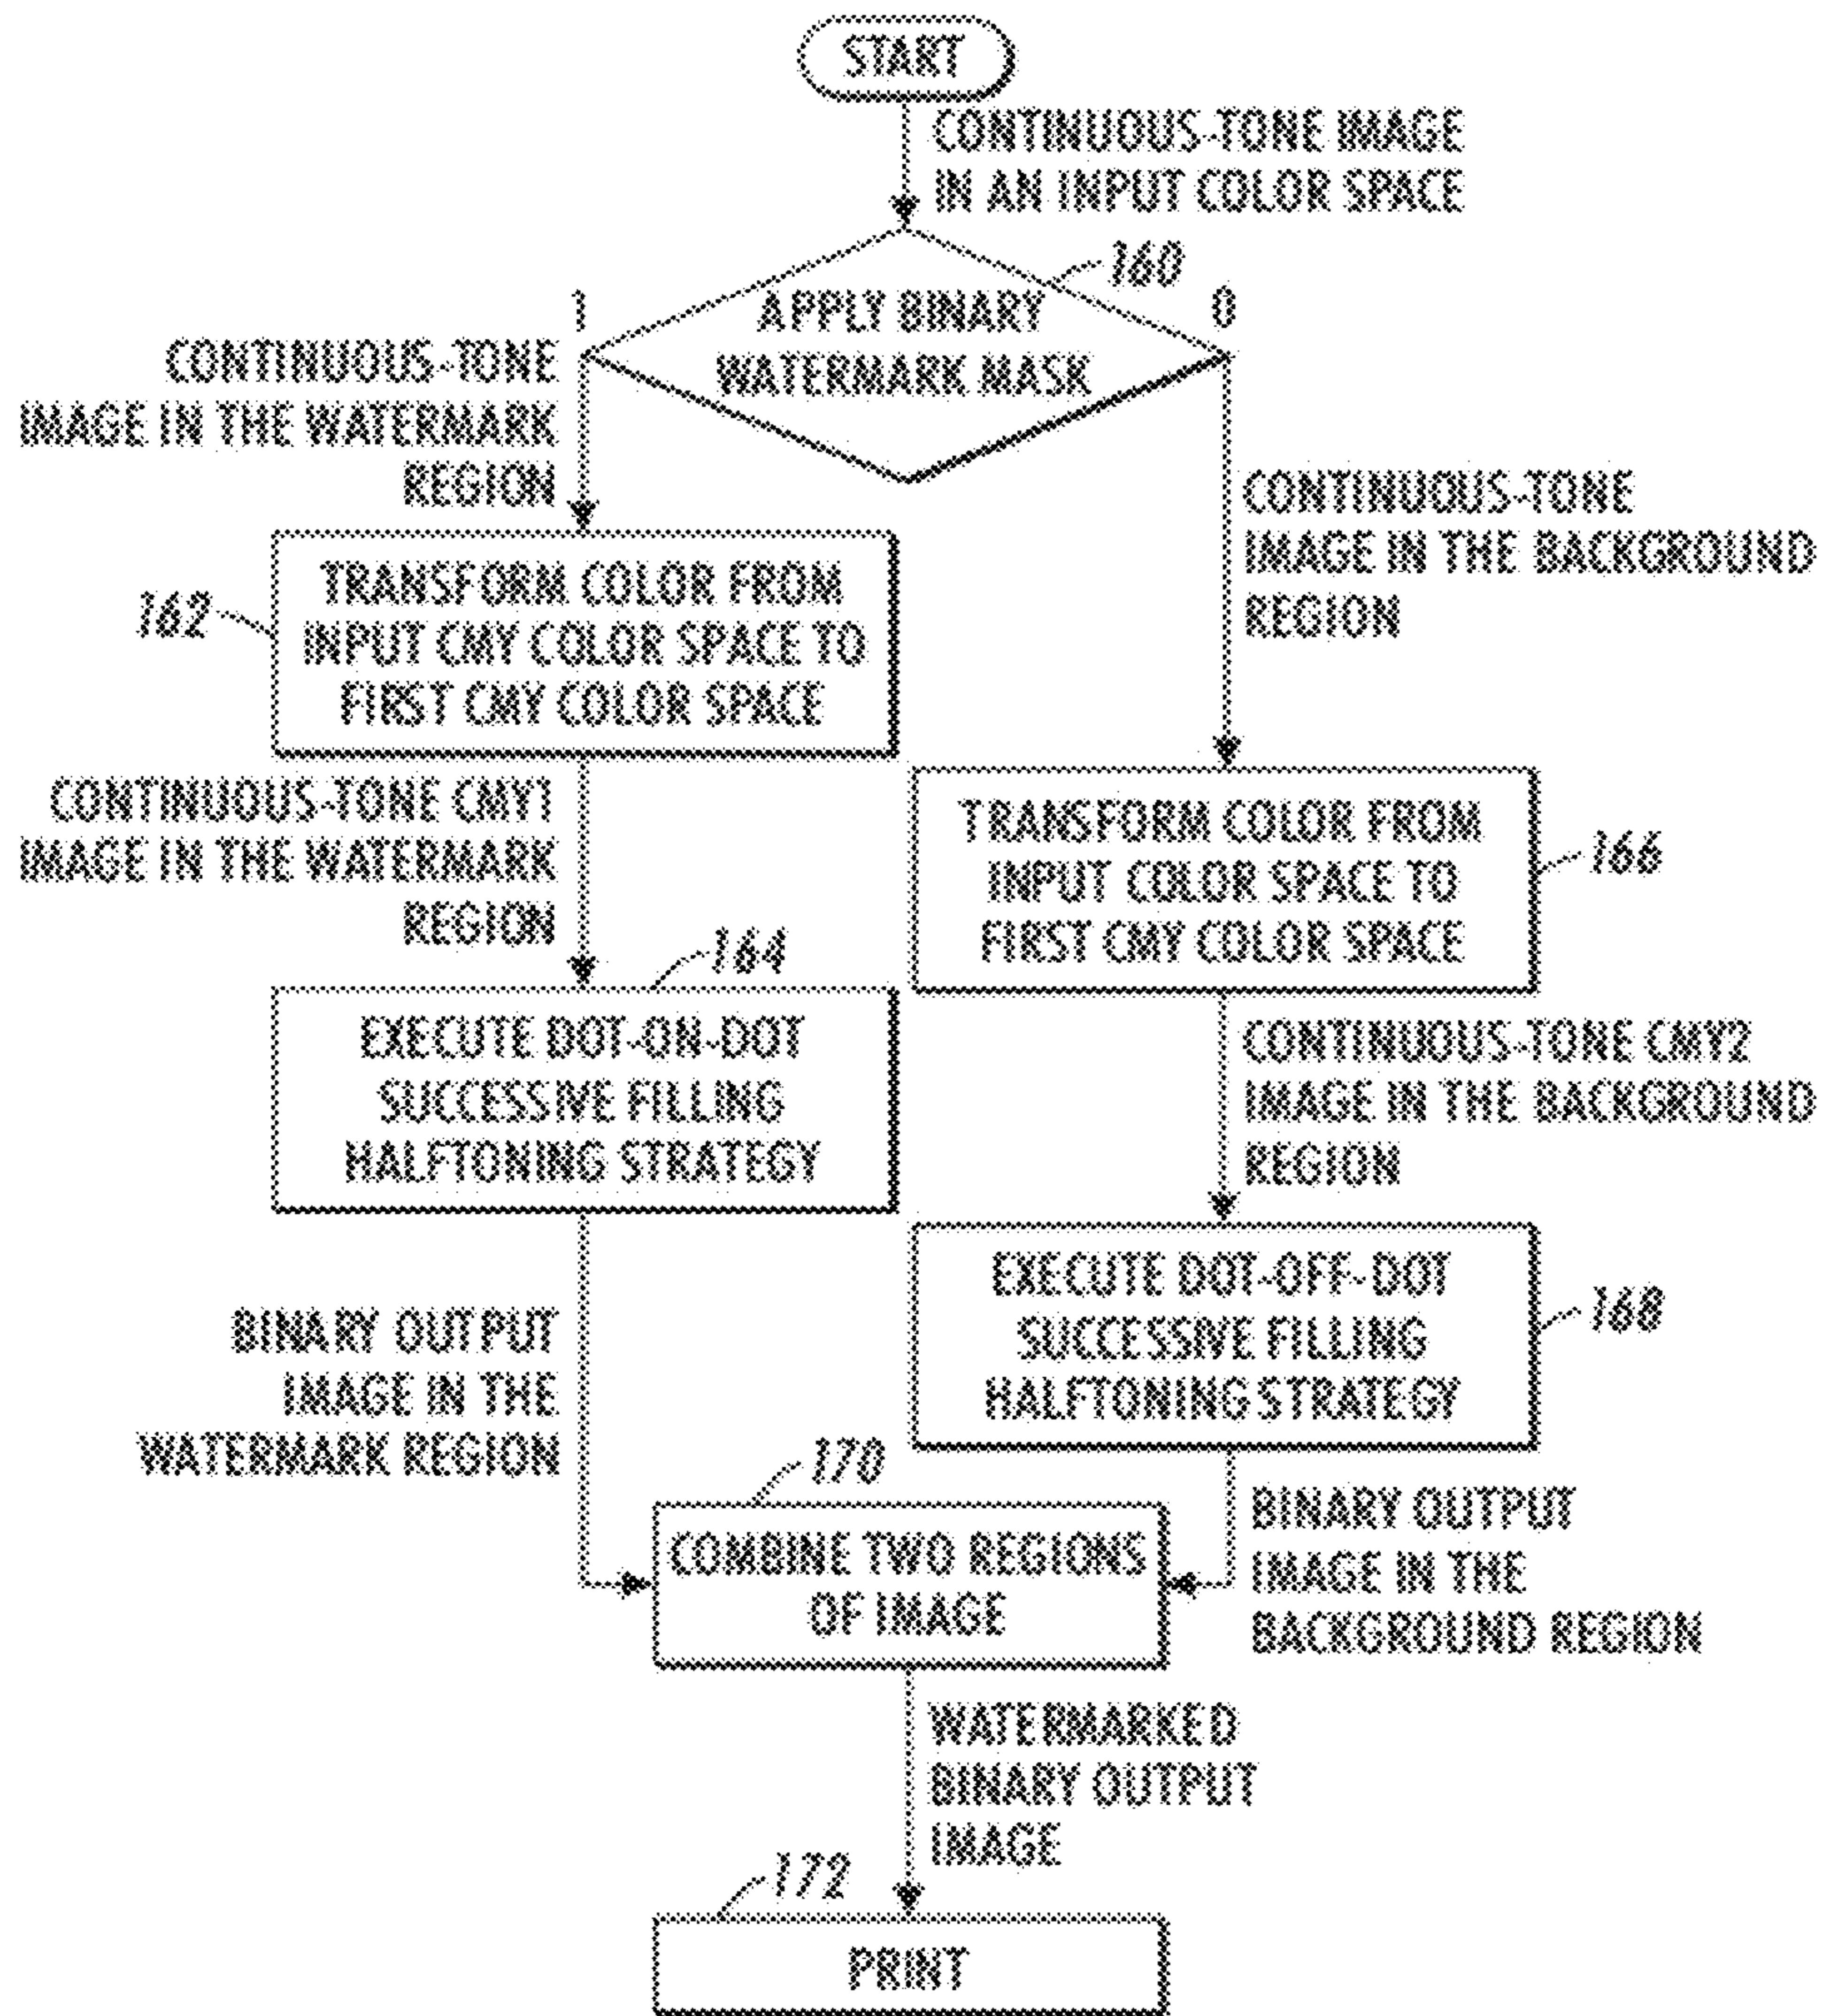 START
CONTINUOUS-TONE IMAGE
IN AN INPUT COLOR SPACE
160
1
APPLY BINARY
WATERMARK MASK
0
CONTINUOUS-TONE
IMAGE IN THE WATERMARK
REGION
CONTINUOUS-TONE
IMAGE IN THE BACKGROUND
REGION
162
TRANSFORM COLOR FROM
INPUT CMY COLOR SPACE TO
FIRST CMY COLOR SPACE
CONTINUOUS-TONE CMY1
IMAGE IN THE WATERMARK
REGION
TRANSFORM COLOR FROM
INPUT COLOR SPACE TO
FIRST CMY COLOR SPACE
166
164
EXECUTE DOT-ON-DOT
SUCCESSIVE FILLING
HALFTONING STRATEGY
CONTINUOUS-TONE CMY2
IMAGE IN THE BACKGROUND
REGION
EXECUTE DOT-OFF-DOT
SUCCESSIVE FILLING
HALFTONING STRATEGY
168
BINARY OUTPUT
IMAGE IN THE
WATERMARK REGION
170
COMBINE TWO REGIONS
OF IMAGE
BINARY OUTPUT
IMAGE IN THE
BACKGROUND REGION
WATERMARKED
BINARY OUTPUT
IMAGE
172
PRINT